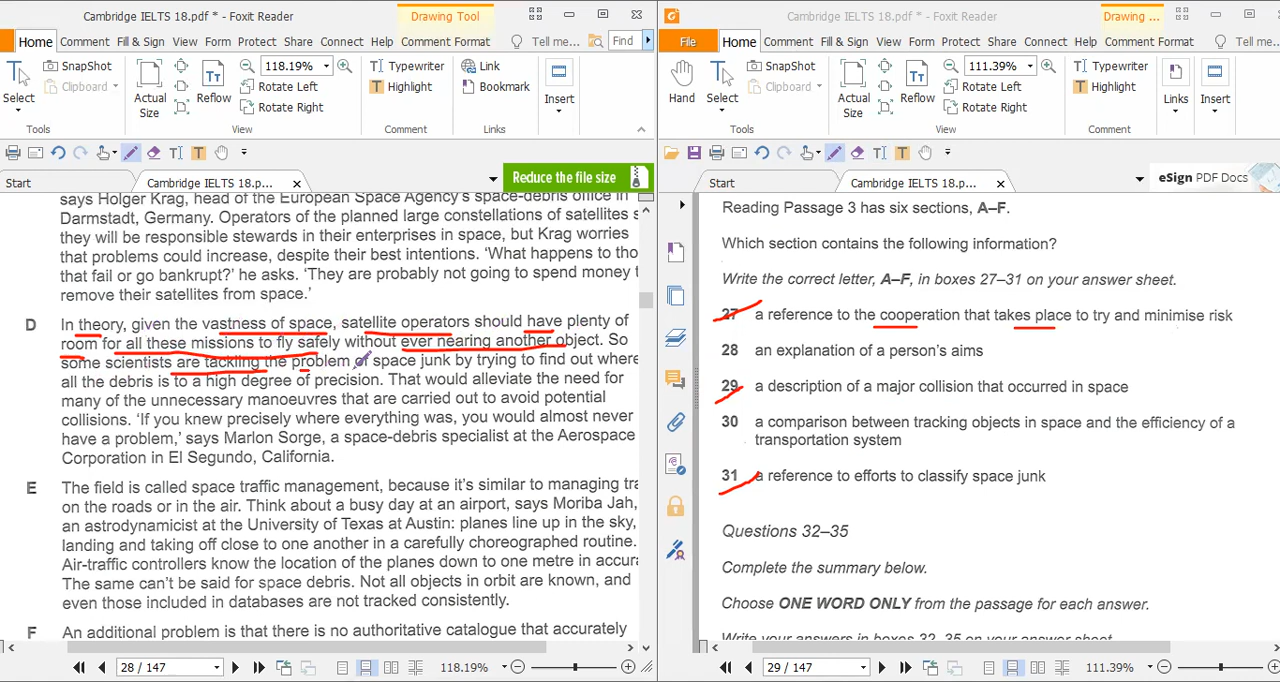 Cambridge IELTS 18.pdf * - Foxit Reader
Drawing Tool
Home Comment Fill & Sign View Form Protect Share Connect Help Comment Format Tell me... Find
Select
SnapShot
Clipboard
Tools
Actual Size
Reflow
118.19%
Rotate Left
Rotate Right
View
Typewriter
Highlight
Comment
Link
Bookmark
Links
Insert
Reduce the file size
Start
Cambridge IELTS 18.p...
says Holger Krag, head of the European Space Agency's space-debris office in
Darmstadt, Germany. Operators of the planned large constellations of satellites s
they will be responsible stewards in their enterprises in space, but Krag worries
that problems could increase, despite their best intentions. 'What happens to tho
that fail or go bankrupt?' he asks. 'They are probably not going to spend money t
remove their satellites from space.'
D In theory, given the vastness of space, satellite operators should have plenty of
room for all these missions to fly safely without ever nearing another object. So
some scientists are tackling the problem of space junk by trying to find out where
all the debris is to a high degree of precision. That would alleviate the need for
many of the unnecessary manoeuvres that are carried out to avoid potential
collisions. 'If you knew precisely where everything was, you would almost never
have a problem,' says Marlon Sorge, a space-debris specialist at the Aerospace
Corporation in El Segundo, California.
E The field is called space traffic management, because it's similar to managing tra
on the roads or in the air. Think about a busy day at an airport, says Moriba Jah,
an astrodynamicist at the University of Texas at Austin: planes line up in the sky,
landing and taking off close to one another in a carefully choreographed routine.
Air-traffic controllers know the location of the planes down to one metre in accura
The same can't be said for space debris. Not all objects in orbit are known, and
even those included in databases are not tracked consistently.
F An additional problem is that there is no authoritative catalogue that accurately
28 / 147
118.19%
Cambridge IELTS 18.pdf * - Foxit Reader
Drawing ...
File Home Comment Fill & Sign View Form Protect Share Connect Help Comment Format Tell me...
Hand
Select
SnapShot
Clipboard
Tools
Actual Size
Reflow
111.39%
Rotate Left
Rotate Right
View
Typewriter
Highlight
Comment
Links
Insert
eSign PDF Docs
Start
Cambridge IELTS 18.p...
Reading Passage 3 has six sections, A–F.
Which section contains the following information?
Write the correct letter, A–F, in boxes 27–31 on your answer sheet.
27 a reference to the cooperation that takes place to try and minimise risk
28 an explanation of a person's aims
29 a description of a major collision that occurred in space
30 a comparison between tracking objects in space and the efficiency of a
transportation system
31 a reference to efforts to classify space junk
Questions 32–35
Complete the summary below.
Choose ONE WORD ONLY from the passage for each answer.
Write your answers in boxes 32–35 on your answer sheet.
29 / 147
111.39%